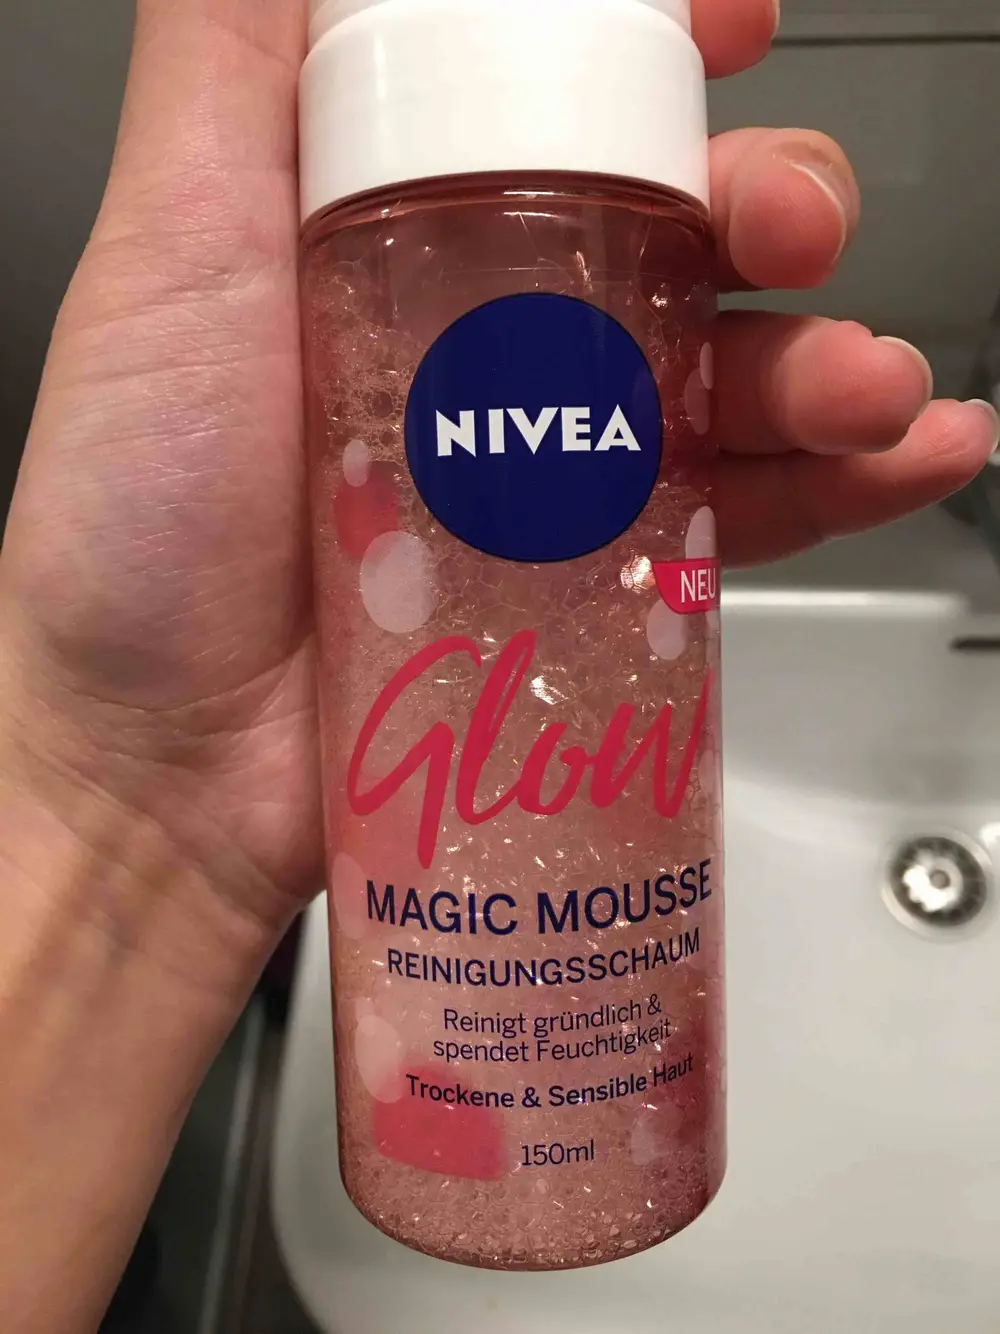 NIVEA
NEU
Glow
MAGIC MOUSSE
REINIGUNGSSCHAUM
Reinigt gründlich &
spendet Feuchtigkeit
Trockene & Sensible Haut
150ml